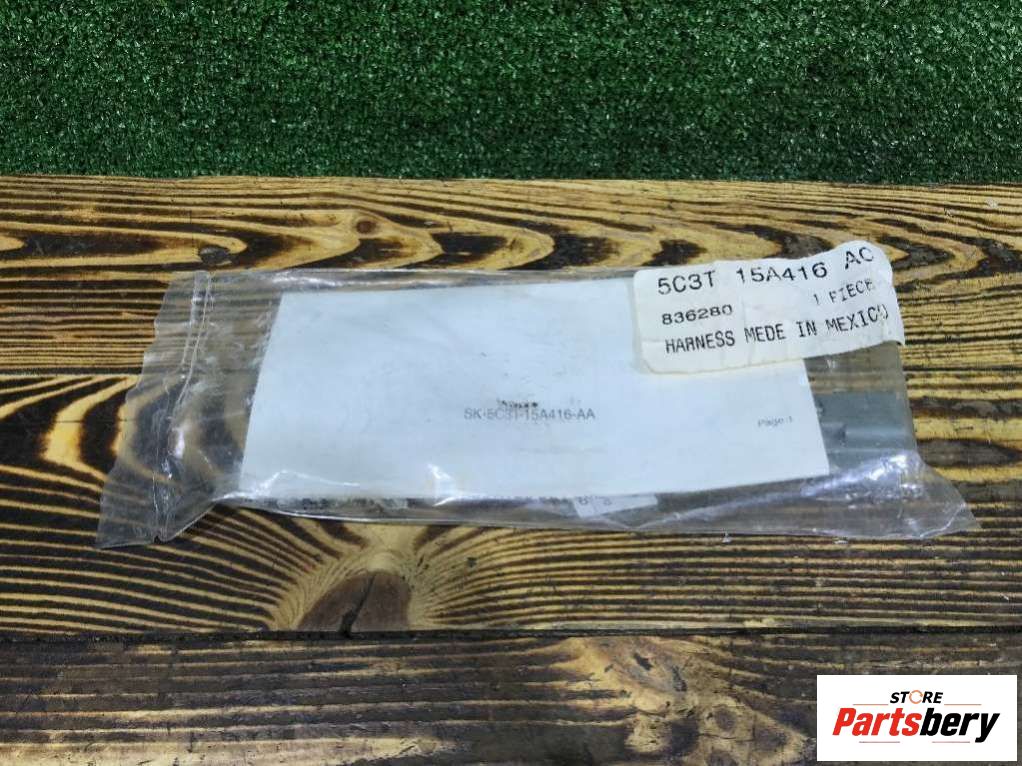 5C3T 15A416 AC
836280 1 PIECE
HARNESS MEDE IN MEXICO
SK-5C3T-15A416-AA
Page:1
STORE
Partsbery